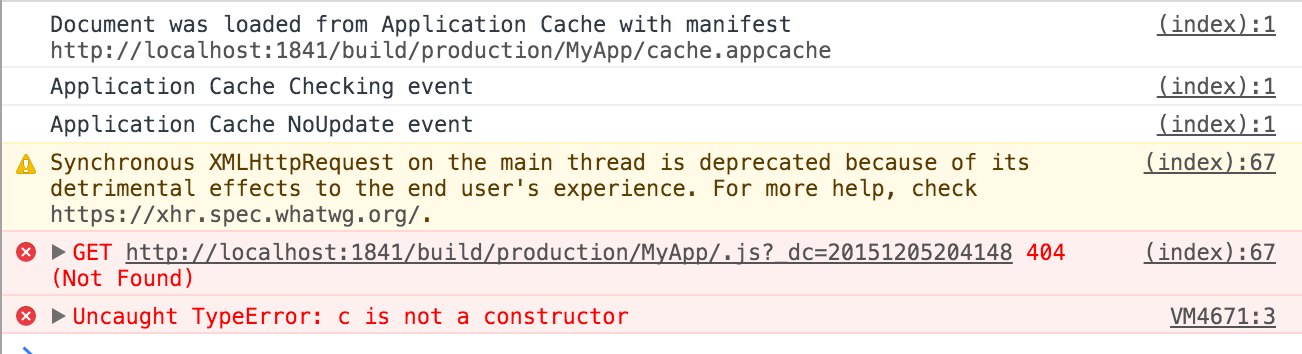 Document was loaded from Application Cache with manifest (index):1
http://localhost:1841/build/production/MyApp/cache.appcache
Application Cache Checking event (index):1
Application Cache NoUpdate event (index):1
Synchronous XMLHttpRequest on the main thread is deprecated because of its (index):67
detrimental effects to the end user's experience. For more help, check
https://xhr.spec.whatwg.org/.
GET http://localhost:1841/build/production/MyApp/.js?_dc=20151205204148 404 (index):67
(Not Found)
Uncaught TypeError: c is not a constructor VM4671:3